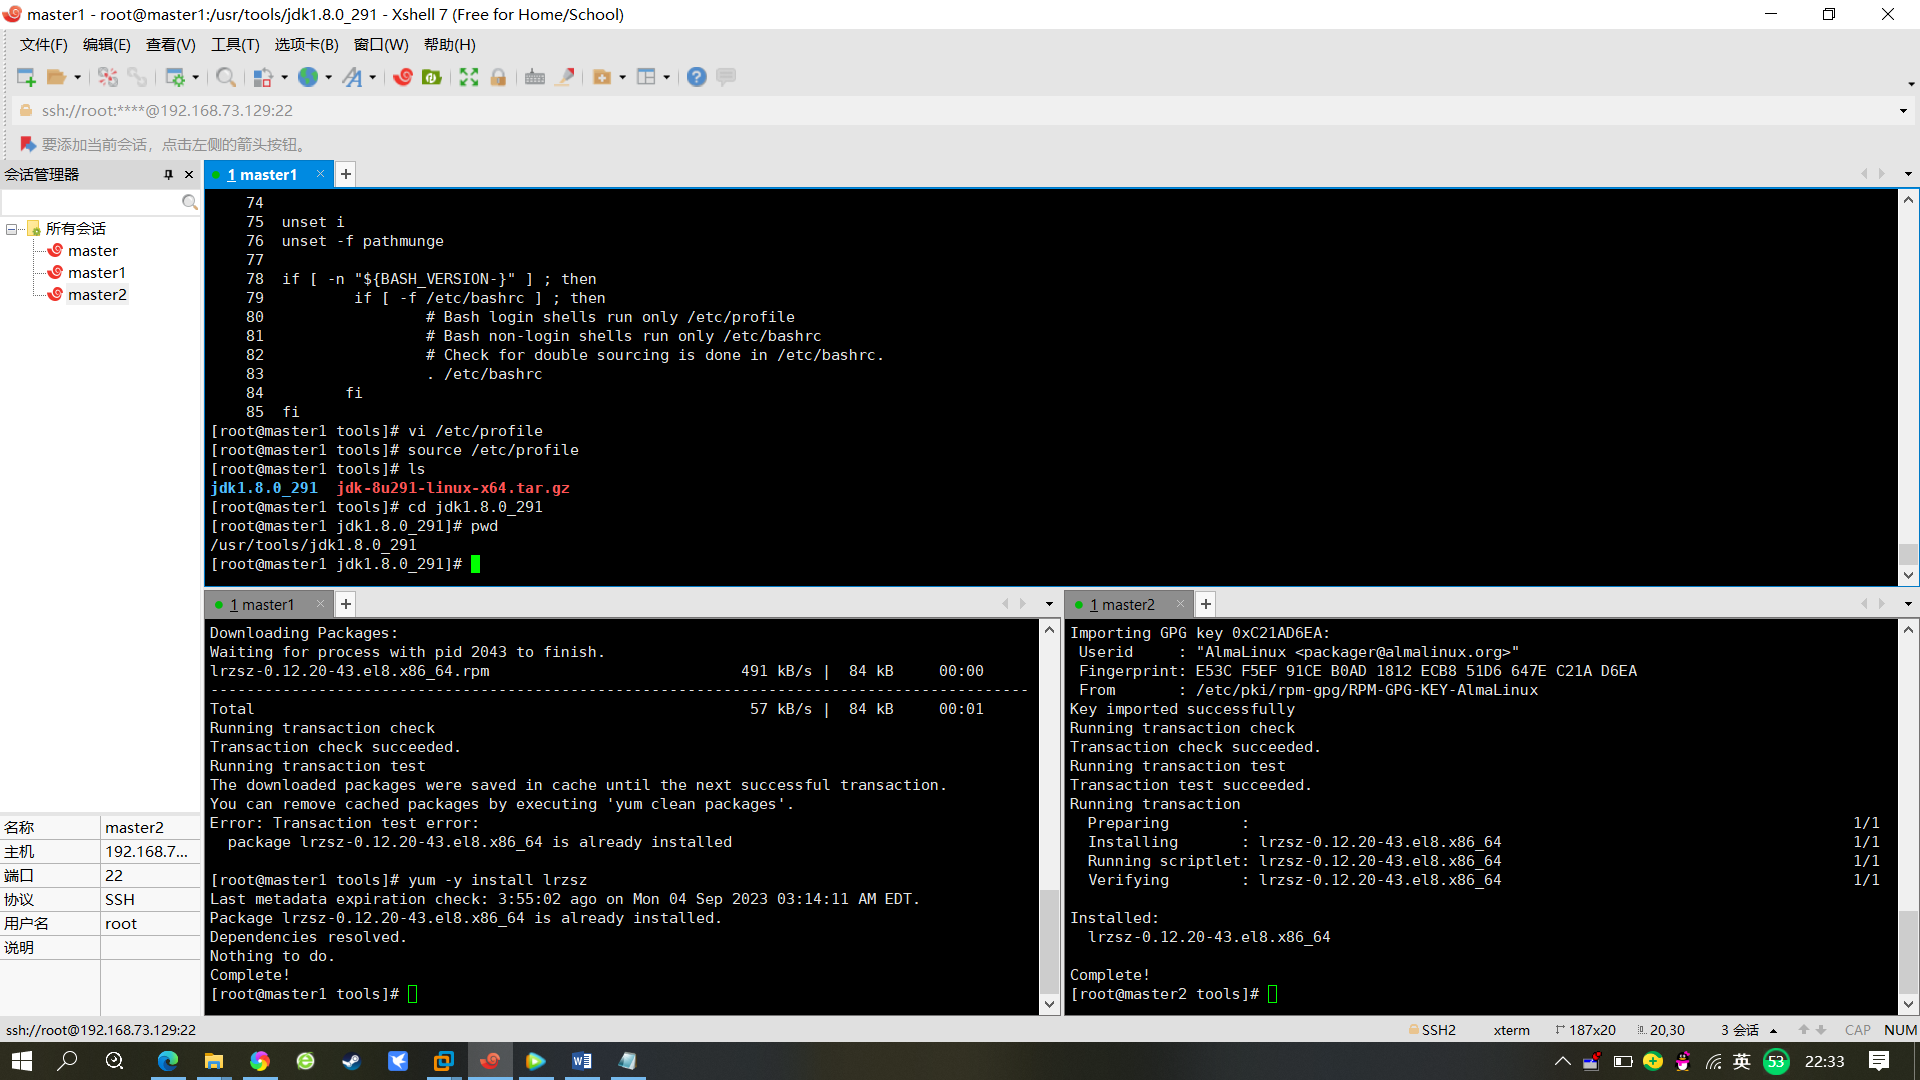 master1 - root@master1:/usr/tools/jdk1.8.0_291 - Xshell 7 (Free for Home/School)
文件(F) 编辑(E) 查看(V) 工具(T) 选项卡(B) 窗口(W) 帮助(H)
ssh://root:****@192.168.73.129:22
要添加当前会话，点击左侧的箭头按钮。
会话管理器
所有会话
master
master1
master2
名称 master2
主机 192.168.7...
端口 22
协议 SSH
用户名 root
说明
1 master1
74
75 unset i
76 unset -f pathmunge
77
78 if [ -n "${BASH_VERSION-}" ] ; then
79 if [ -f /etc/bashrc ] ; then
80 # Bash login shells run only /etc/profile
81 # Bash non-login shells run only /etc/bashrc
82 # Check for double sourcing is done in /etc/bashrc.
83 . /etc/bashrc
84 fi
85 fi
[root@master1 tools]# vi /etc/profile
[root@master1 tools]# source /etc/profile
[root@master1 tools]# ls
jdk1.8.0_291 jdk-8u291-linux-x64.tar.gz
[root@master1 tools]# cd jdk1.8.0_291
[root@master1 jdk1.8.0_291]# pwd
/usr/tools/jdk1.8.0_291
[root@master1 jdk1.8.0_291]#
1 master1
Downloading Packages:
Waiting for process with pid 2043 to finish.
lrzsz-0.12.20-43.el8.x86_64.rpm 491 kB/s | 84 kB 00:00
-------------------------------------------------------------------------------------------
Total 57 kB/s | 84 kB 00:01
Running transaction check
Transaction check succeeded.
Running transaction test
The downloaded packages were saved in cache until the next successful transaction.
You can remove cached packages by executing 'yum clean packages'.
Error: Transaction test error:
package lrzsz-0.12.20-43.el8.x86_64 is already installed
[root@master1 tools]# yum -y install lrzsz
Last metadata expiration check: 3:55:02 ago on Mon 04 Sep 2023 03:14:11 AM EDT.
Package lrzsz-0.12.20-43.el8.x86_64 is already installed.
Dependencies resolved.
Nothing to do.
Complete!
[root@master1 tools]#
1 master2
Importing GPG key 0xC21AD6EA:
Userid : "AlmaLinux <packager@almalinux.org>"
Fingerprint: E53C F5EF 91CE B0AD 1812 ECB8 51D6 647E C21A D6EA
From : /etc/pki/rpm-gpg/RPM-GPG-KEY-AlmaLinux
Key imported successfully
Running transaction check
Transaction check succeeded.
Running transaction test
Transaction test succeeded.
Running transaction
Preparing : 1/1
Installing : lrzsz-0.12.20-43.el8.x86_64 1/1
Running scriptlet: lrzsz-0.12.20-43.el8.x86_64 1/1
Verifying : lrzsz-0.12.20-43.el8.x86_64 1/1
Installed:
lrzsz-0.12.20-43.el8.x86_64
Complete!
[root@master2 tools]#
ssh://root@192.168.73.129:22 SSH2 xterm 187x20 20,30 3 会话 CAP NUM
英 53 22:33